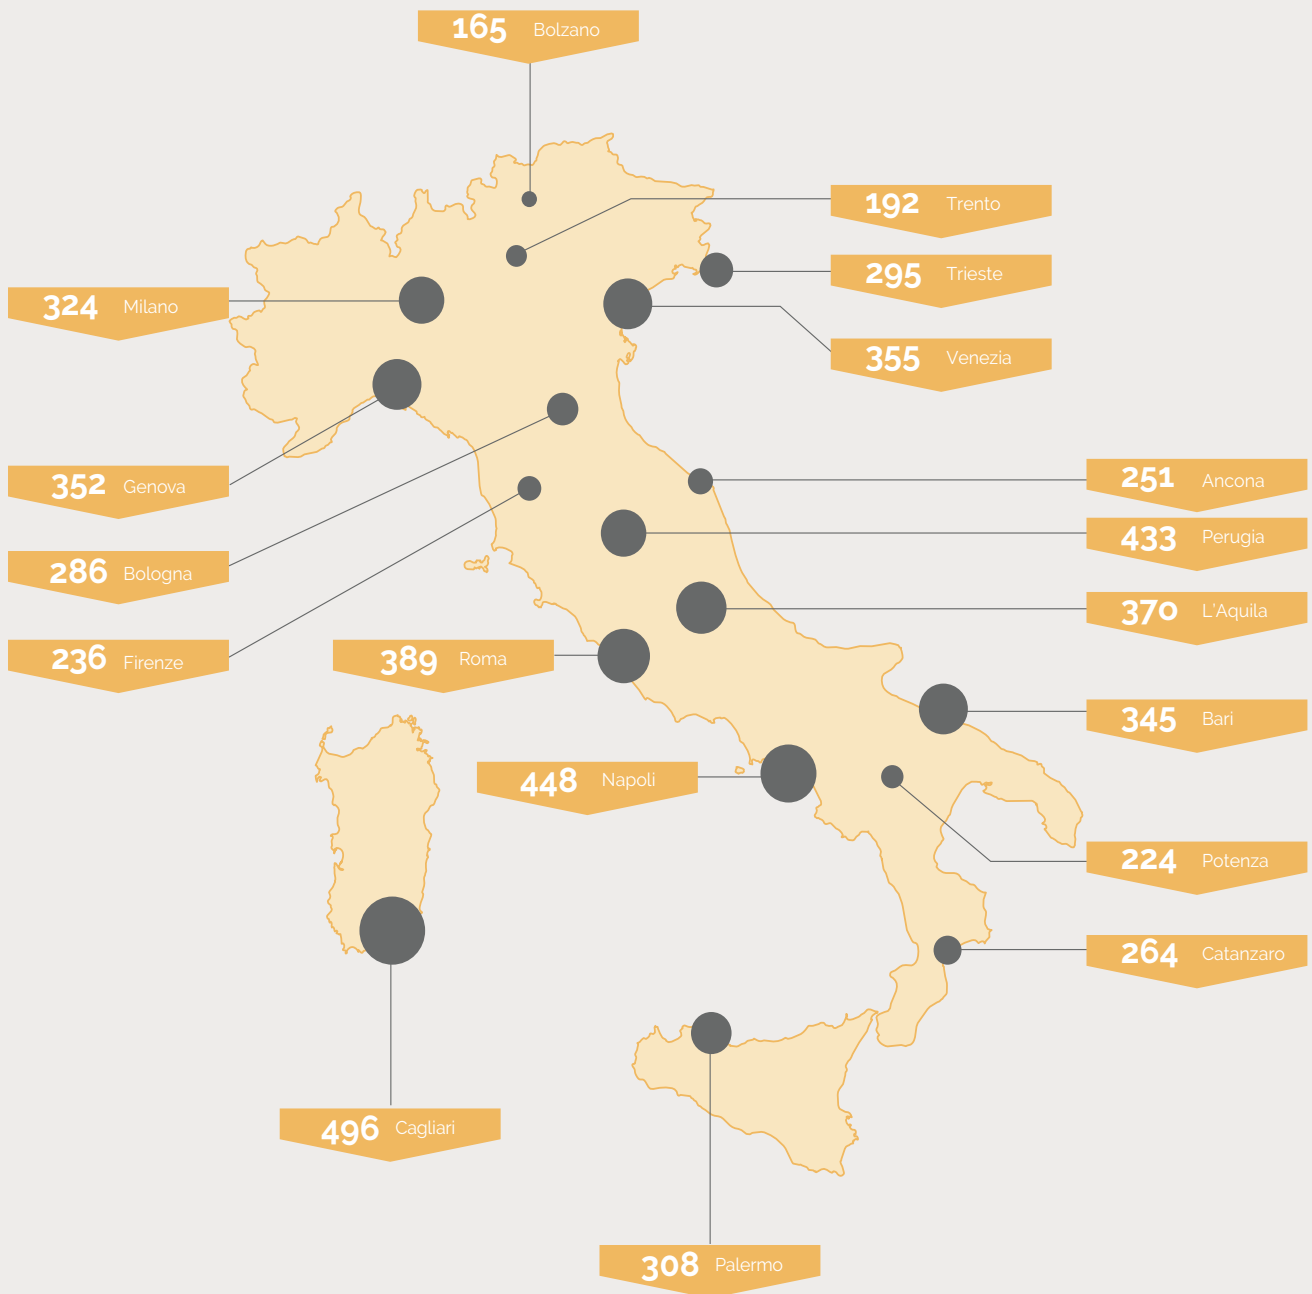 165 Bolzano
192 Trento
295 Trieste
324 Milano
355 Venezia
352 Genova
251 Ancona
433 Perugia
286 Bologna
370 L'Aquila
236 Firenze
389 Roma
345 Bari
448 Napoli
224 Potenza
264 Catanzaro
496 Cagliari
308 Palermo